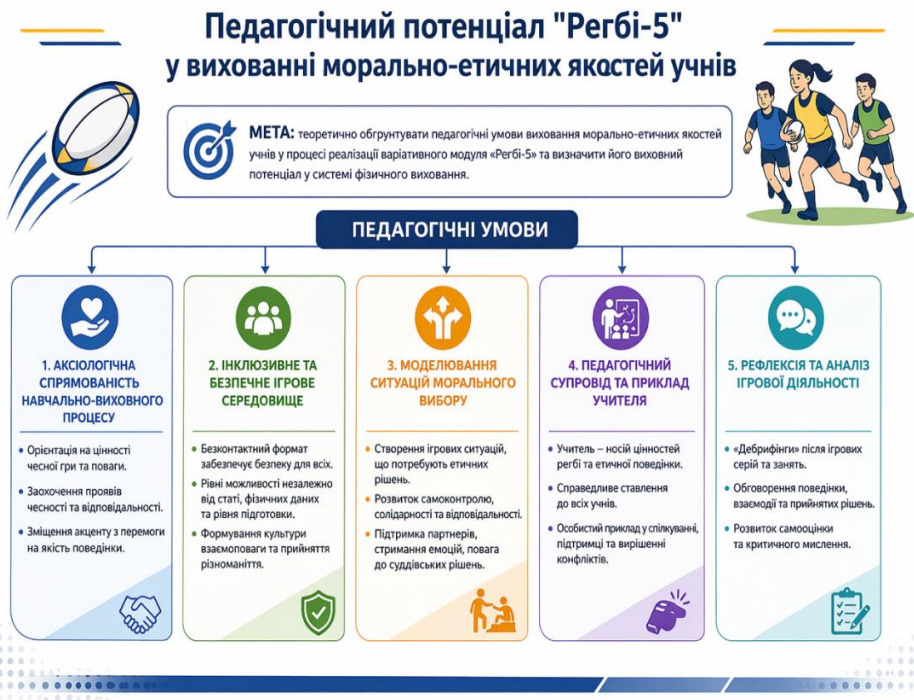 Педагогічний потенціал "Регбі-5"
у вихованні морально-етичних якостей учнів
МЕТА: теоретично обгрунтувати педагогічні умови виховання морально-етичних якостей
учнів у процесі реалізації варіативного модуля «Регбі-5» та визначити його виховний
потенціал у системі фізичного виховання.
ПЕДАГОГІЧНІ УМОВИ
1. АКСІОЛОГІЧНА
СПРЯМОВАНІСТЬ
НАВЧАЛЬНО-ВИХОВНОГО
ПРОЦЕСУ
• Орієнтація на цінності
чесної гри та поваги.
• Заохочення проявів
чесності та відповідальності.
• Зміщення акценту з перемоги
на якість поведінки.
2. ІНКЛЮЗИВНЕ ТА
БЕЗПЕЧНЕ ІГРОВЕ
СЕРЕДОВИЩЕ
• Безконтактний формат
забезпечує безпеку для всіх.
• Рівні можливості незалежно
від статі, фізичних даних
та рівня підготовки.
• Формування культури
взаємоповаги та прийняття
різноманіття.
3. МОДЕЛЮВАННЯ
СИТУАЦІЙ МОРАЛЬНОГО
ВИБОРУ
• Створення ігрових ситуацій,
що потребують етичних
рішень.
• Розвиток самоконтролю,
солідарності та відповідальності.
• Підтримка партнерів,
стримання емоцій, повага
до суддівських рішень.
4. ПЕДАГОГІЧНИЙ
СУПРОВІД ТА ПРИКЛАД
УЧИТЕЛЯ
• Учитель – носій цінностей
регбі та етичної поведінки.
• Справедливе ставлення
до всіх учнів.
• Особистий приклад у спілкуванні,
підтримці та вирішенні
конфліктів.
5. РЕФЛЕКСІЯ ТА АНАЛІЗ
ІГРОВОЇ ДІЯЛЬНОСТІ
• «Дебрифінги» після ігрових
серій та занять.
• Обговорення поведінки,
взаємодії та прийнятих рішень.
• Розвиток самооцінки
та критичного мислення.